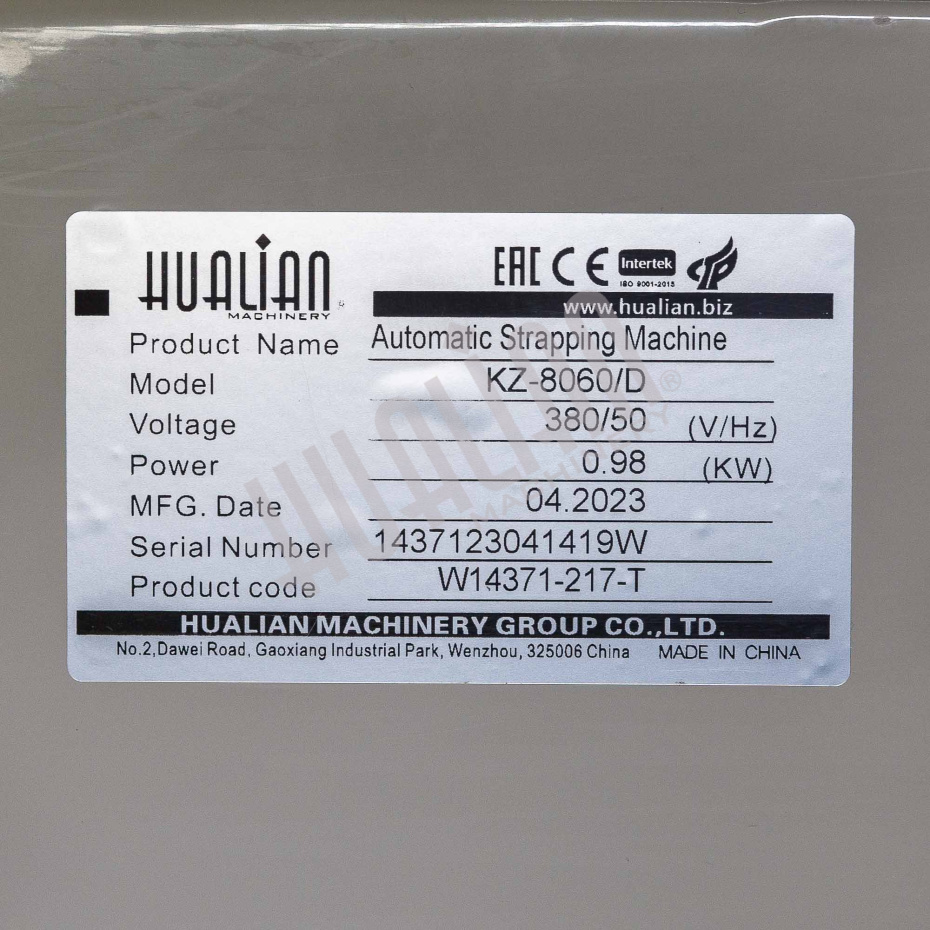 HUALIAN
MACHINERY
EAC CE Intertek
ISO 9001-2015
www.hualian.biz
Product Name Automatic Strapping Machine
Model KZ-8060/D
Voltage 380/50 (V/Hz)
Power 0.98 (KW)
MFG. Date 04.2023
Serial Number 1437123041419W
Product code W14371-217-T
HUALIAN MACHINERY GROUP CO.,LTD.
No.2,Dawei Road, Gaoxiang Industrial Park, Wenzhou, 325006 China MADE IN CHINA
HUALIAN ®
MACHINERY